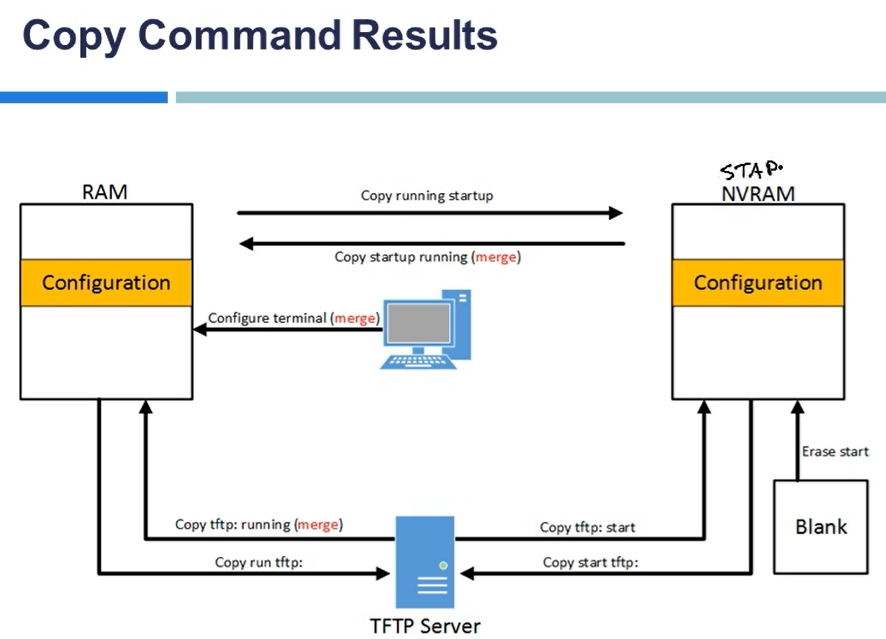 Copy Command Results
STAP.
RAM
NVRAM
Copy running startup
Copy startup running (merge)
Configuration
Configuration
Configure terminal (merge)
Erase start
Copy tftp: running (merge)
Copy tftp: start
Blank
Copy run tftp:
Copy start tftp:
TFTP Server